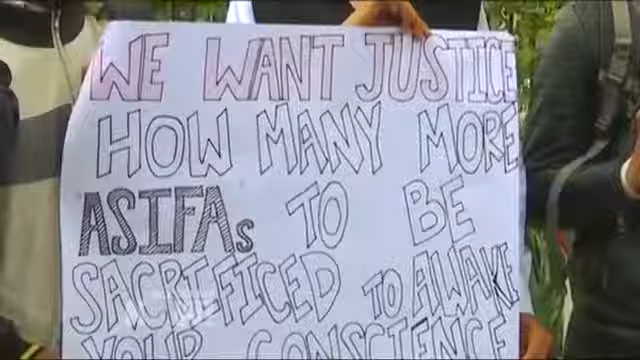 WE WANT JUSTICE
HOW MANY MORE
ASIFAs TO BE
SACRIFICED TO AWAKE
YOUR CONSCIENCE